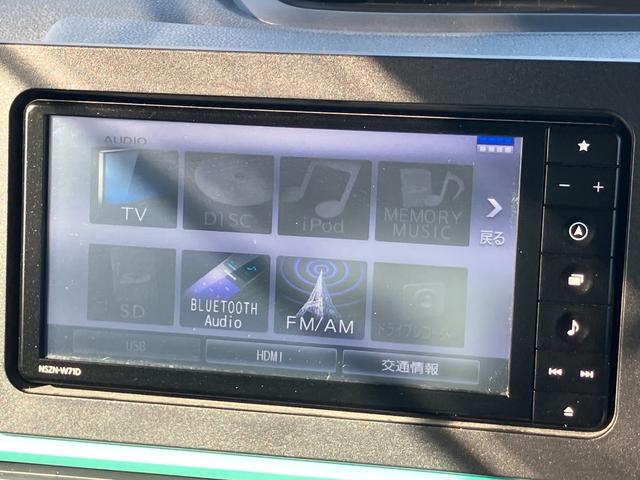 AUDIO
TV
DISC
iPod
MEMORY
MUSIC
戻る
SD
BLUETOOTH
Audio
FM/AM
ドライブレコーダー
USB
HDMI
交通情報
NSZN-W71D